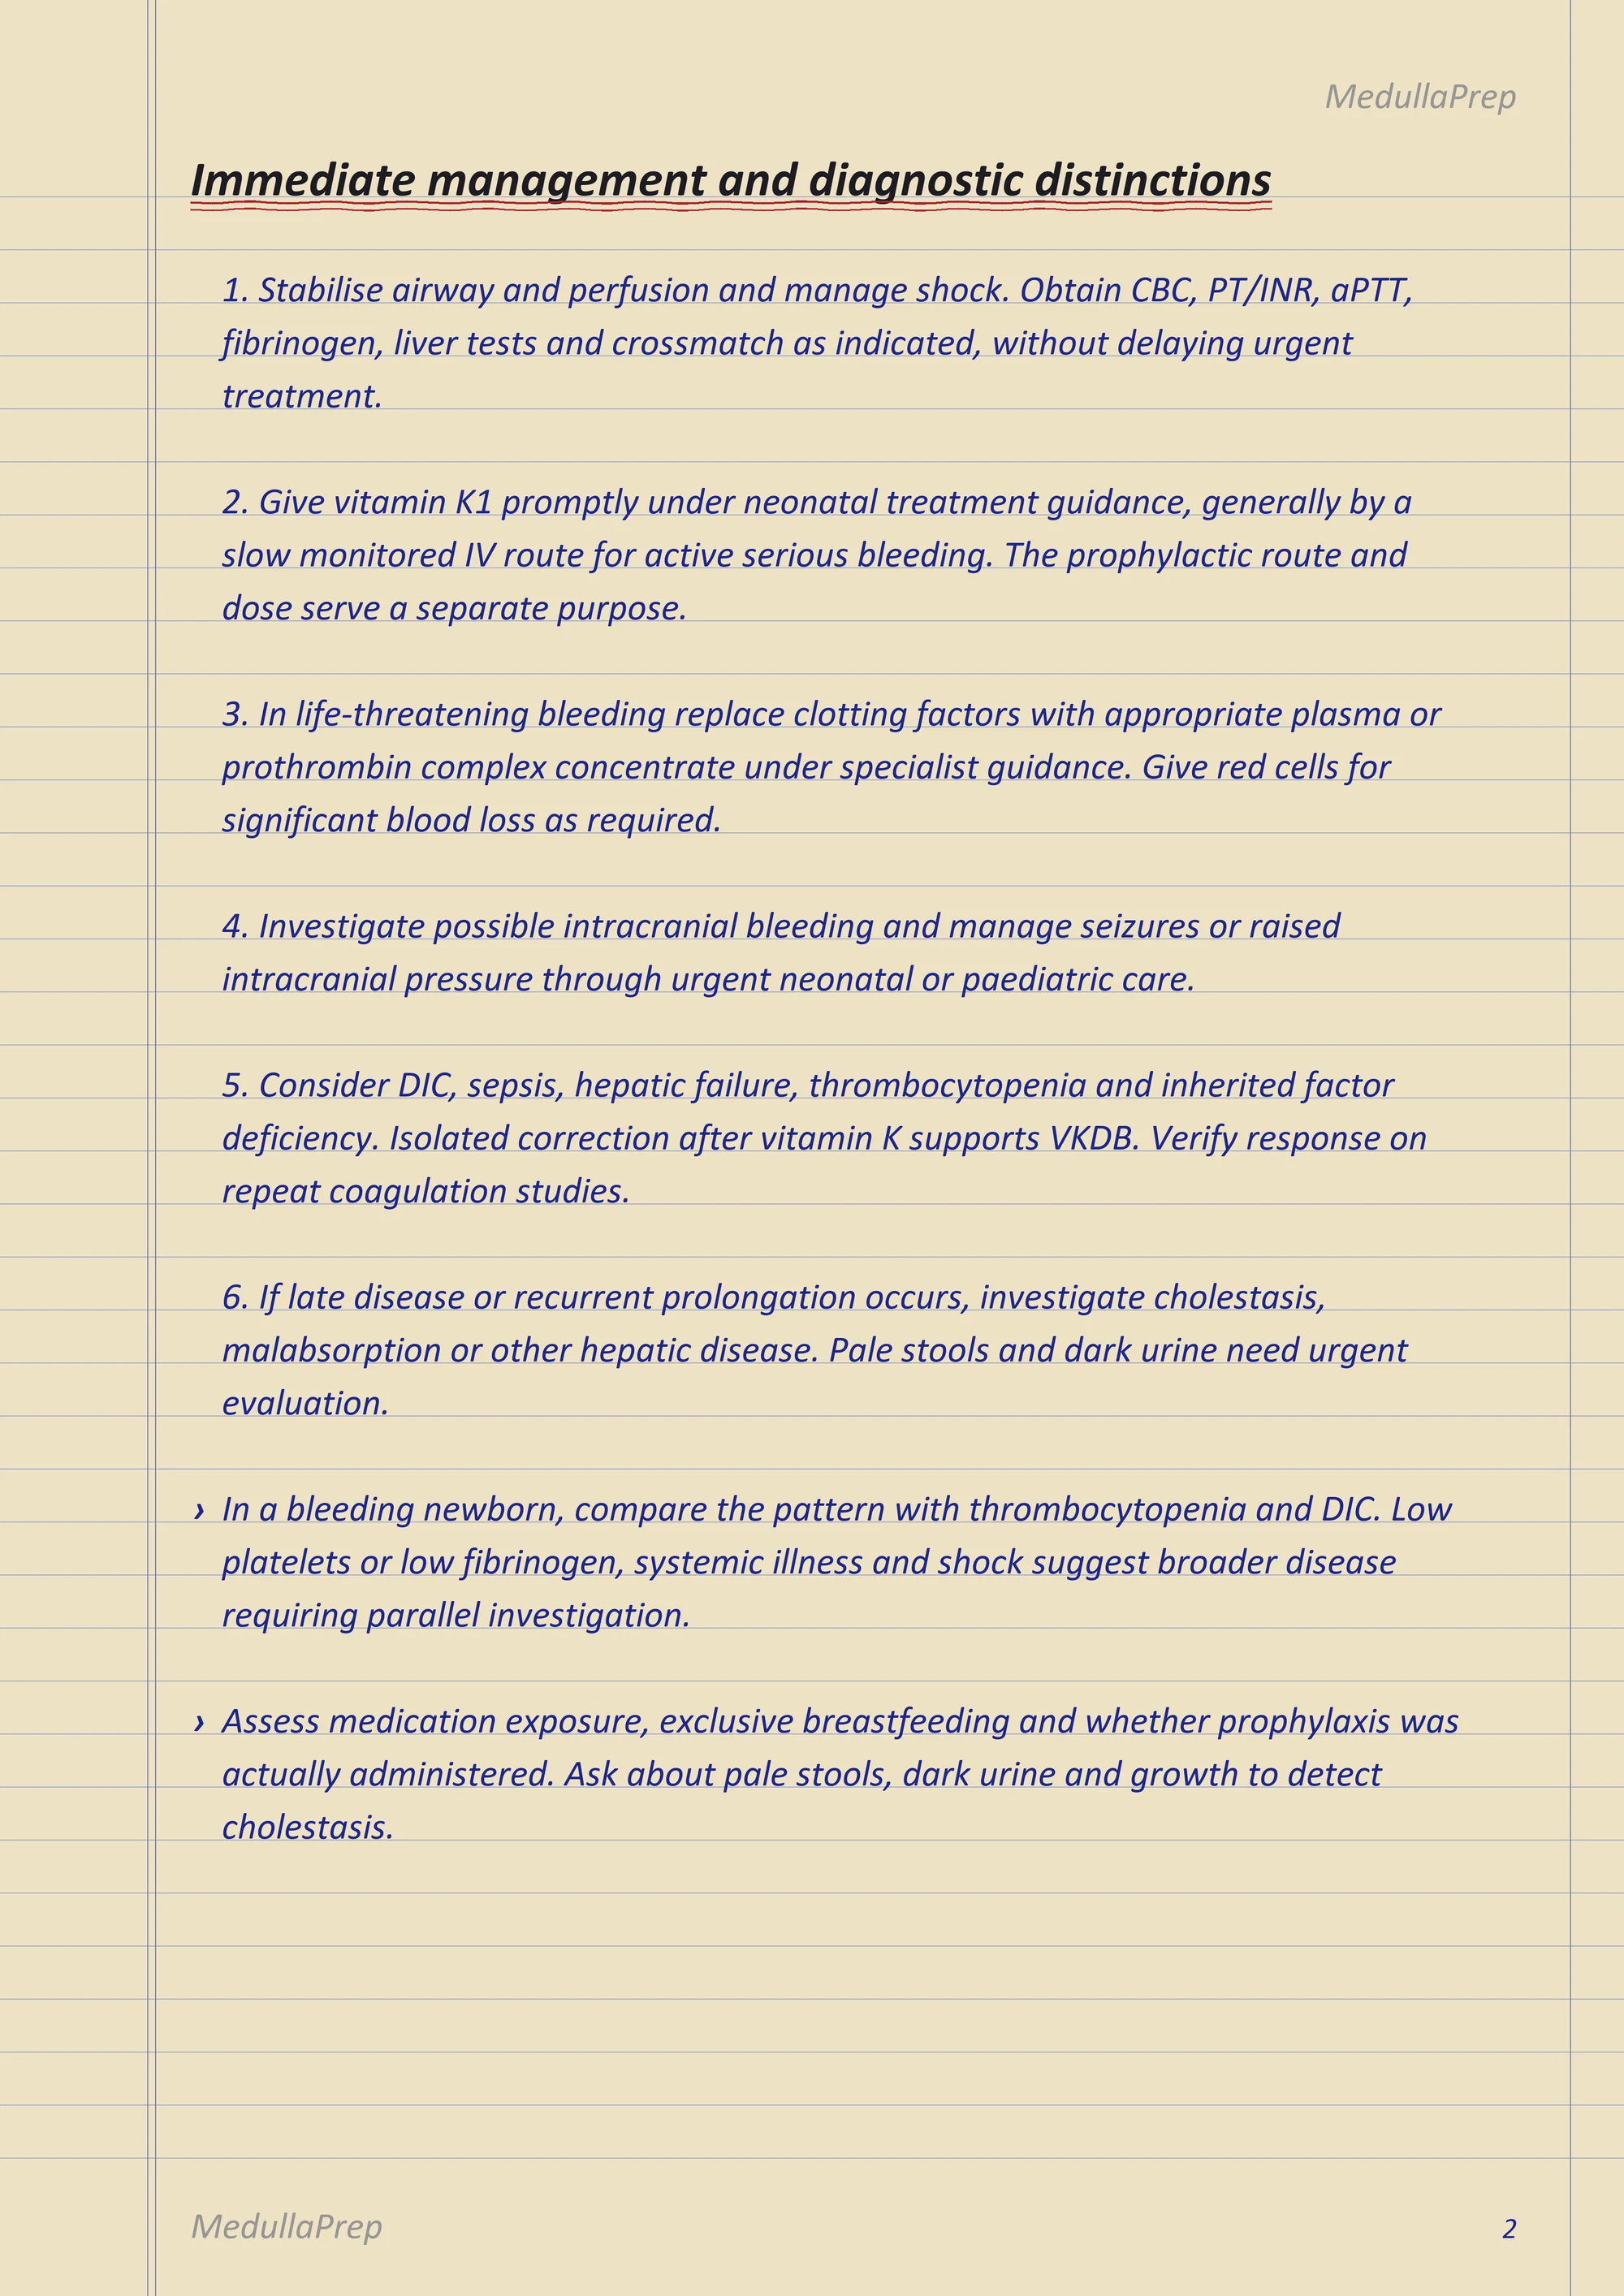 MedullaPrep
Immediate management and diagnostic distinctions
1. Stabilise airway and perfusion and manage shock. Obtain CBC, PT/INR, aPTT,
fibrinogen, liver tests and crossmatch as indicated, without delaying urgent
treatment.
2. Give vitamin K1 promptly under neonatal treatment guidance, generally by a
slow monitored IV route for active serious bleeding. The prophylactic route and
dose serve a separate purpose.
3. In life-threatening bleeding replace clotting factors with appropriate plasma or
prothrombin complex concentrate under specialist guidance. Give red cells for
significant blood loss as required.
4. Investigate possible intracranial bleeding and manage seizures or raised
intracranial pressure through urgent neonatal or paediatric care.
5. Consider DIC, sepsis, hepatic failure, thrombocytopenia and inherited factor
deficiency. Isolated correction after vitamin K supports VKDB. Verify response on
repeat coagulation studies.
6. If late disease or recurrent prolongation occurs, investigate cholestasis,
malabsorption or other hepatic disease. Pale stools and dark urine need urgent
evaluation.
› In a bleeding newborn, compare the pattern with thrombocytopenia and DIC. Low
platelets or low fibrinogen, systemic illness and shock suggest broader disease
requiring parallel investigation.
› Assess medication exposure, exclusive breastfeeding and whether prophylaxis was
actually administered. Ask about pale stools, dark urine and growth to detect
cholestasis.
MedullaPrep
2